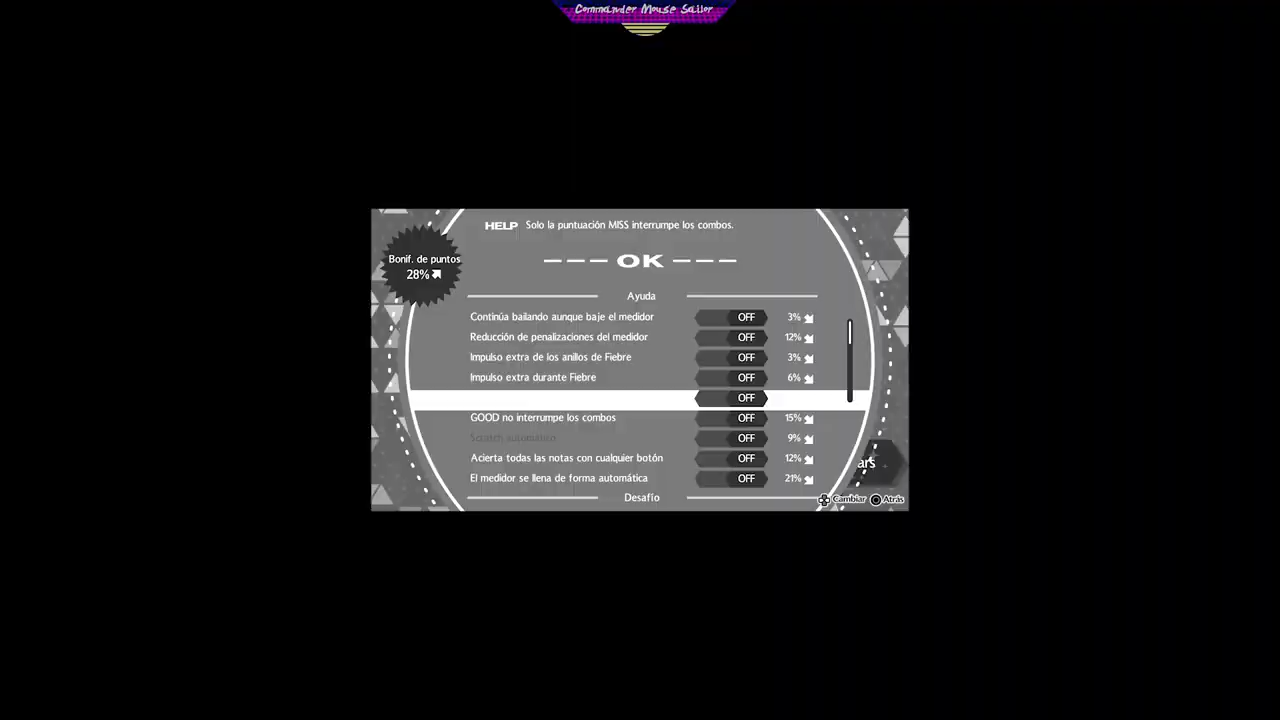 Commander Mouse Sailor
HELP Solo la puntuación MISS interrumpe los combos.
Bonif. de puntos
28%
OK
Ayuda
Continúa bailando aunque baje el medidor OFF 3%
Reducción de penalizaciones del medidor OFF 12%
Impulso extra de los anillos de Fiebre OFF 3%
Impulso extra durante Fiebre OFF 6%
OFF
GOOD no interrumpe los combos OFF 15%
Scratch automático OFF 9%
Acierta todas las notas con cualquier botón OFF 12%
ars
El medidor se llena de forma automática OFF 21%
Desafío
Cambiar Atrás